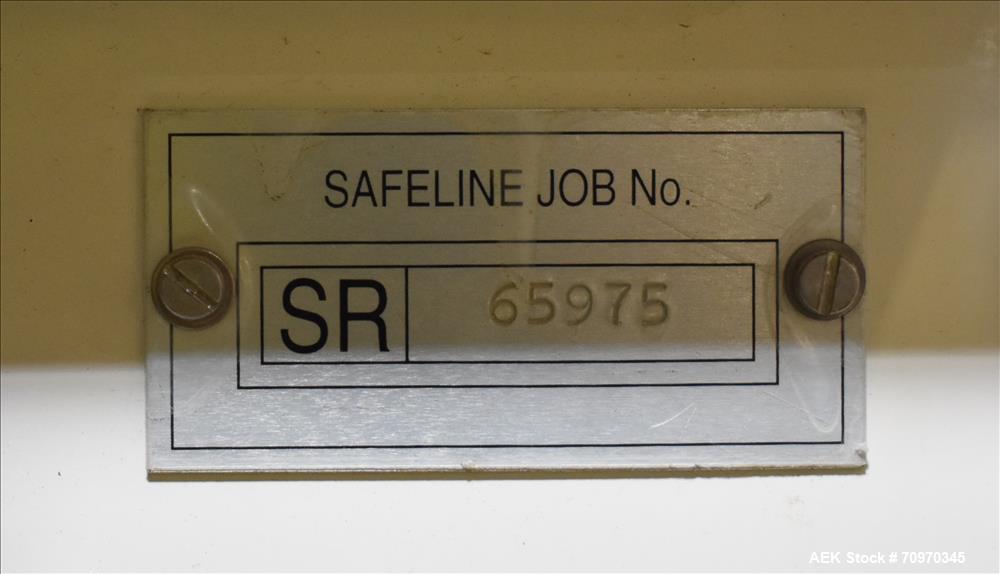 SAFELINE JOB No.
SR 65975
AEK Stock # 70970345